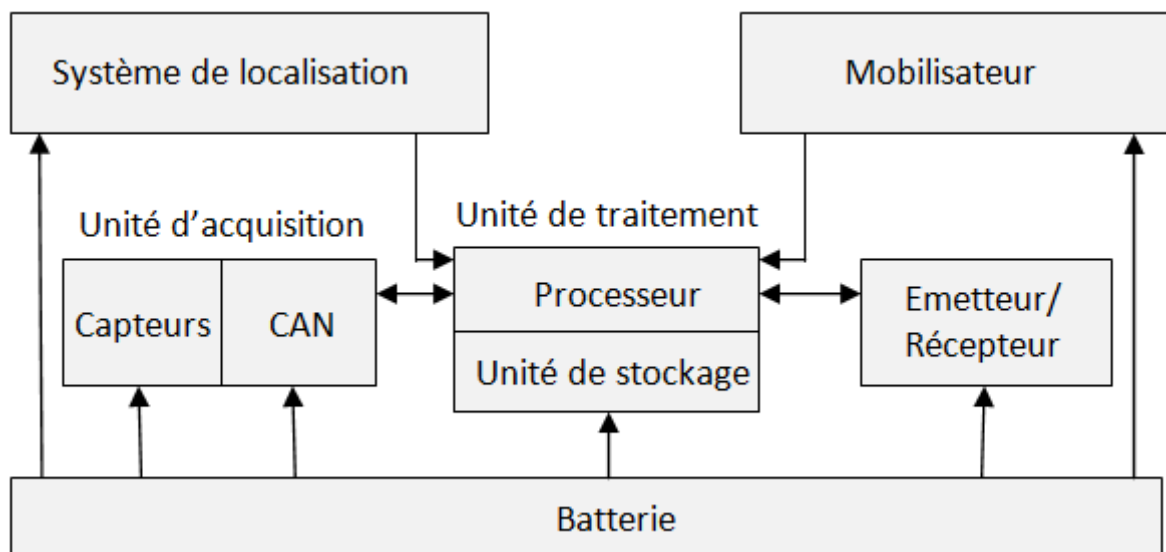 Système de localisation
Mobilisateur
Unité d’acquisition
Unité de traitement
Capteurs
CAN
Processeur
Unité de stockage
Emetteur/
Récepteur
Batterie